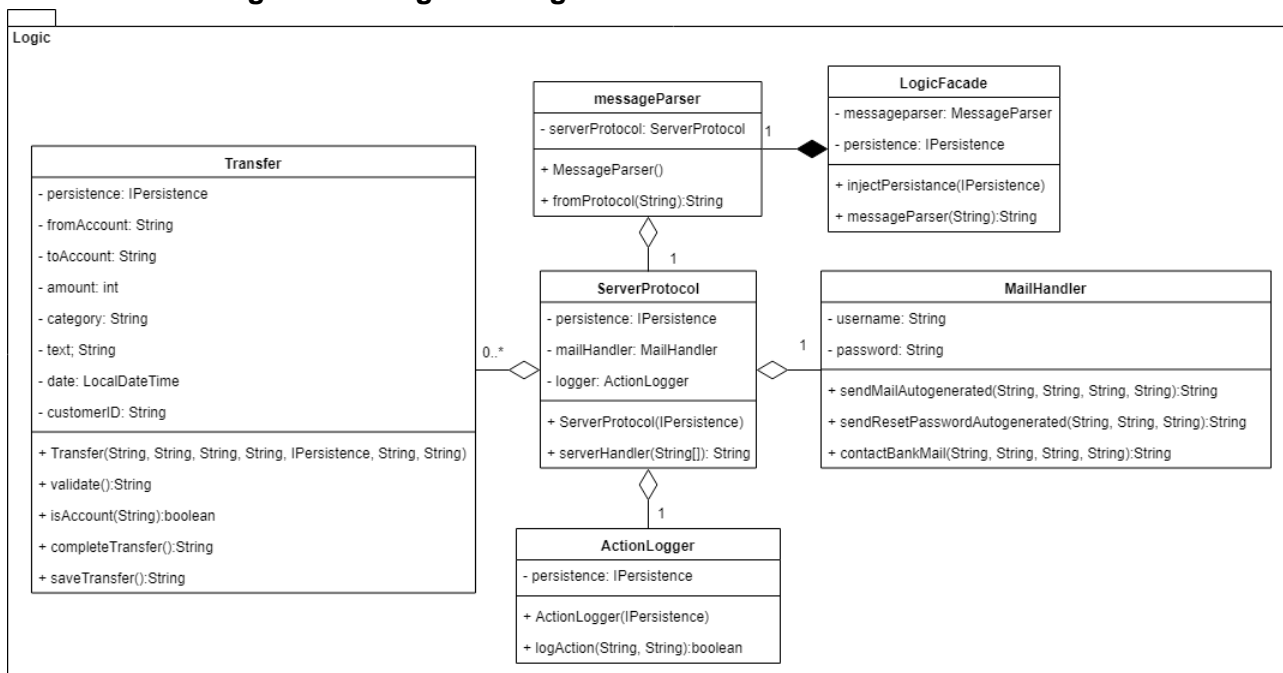 Logic
messageParser
- serverProtocol: ServerProtocol
+ MessageParser()
+ fromProtocol(String):String
1
LogicFacade
- messageparser: MessageParser
- persistence: IPersistence
+ injectPersistance(IPersistence)
+ messageParser(String):String
Transfer
- persistence: IPersistence
- fromAccount: String
- toAccount: String
- amount: int
- category: String
- text; String
- date: LocalDateTime
- customerID: String
+ Transfer(String, String, String, String, IPersistence, String, String)
+ validate():String
+ isAccount(String):boolean
+ completeTransfer():String
+ saveTransfer():String
0..*
1
ServerProtocol
- persistence: IPersistence
- mailHandler: MailHandler
- logger: ActionLogger
+ ServerProtocol(IPersistence)
+ serverHandler(String[]): String
1
MailHandler
- username: String
- password: String
+ sendMailAutogenerated(String, String, String, String):String
+ sendResetPasswordAutogenerated(String, String, String):String
+ contactBankMail(String, String, String, String):String
1
ActionLogger
- persistence: IPersistence
+ ActionLogger(IPersistence)
+ logAction(String, String):boolean